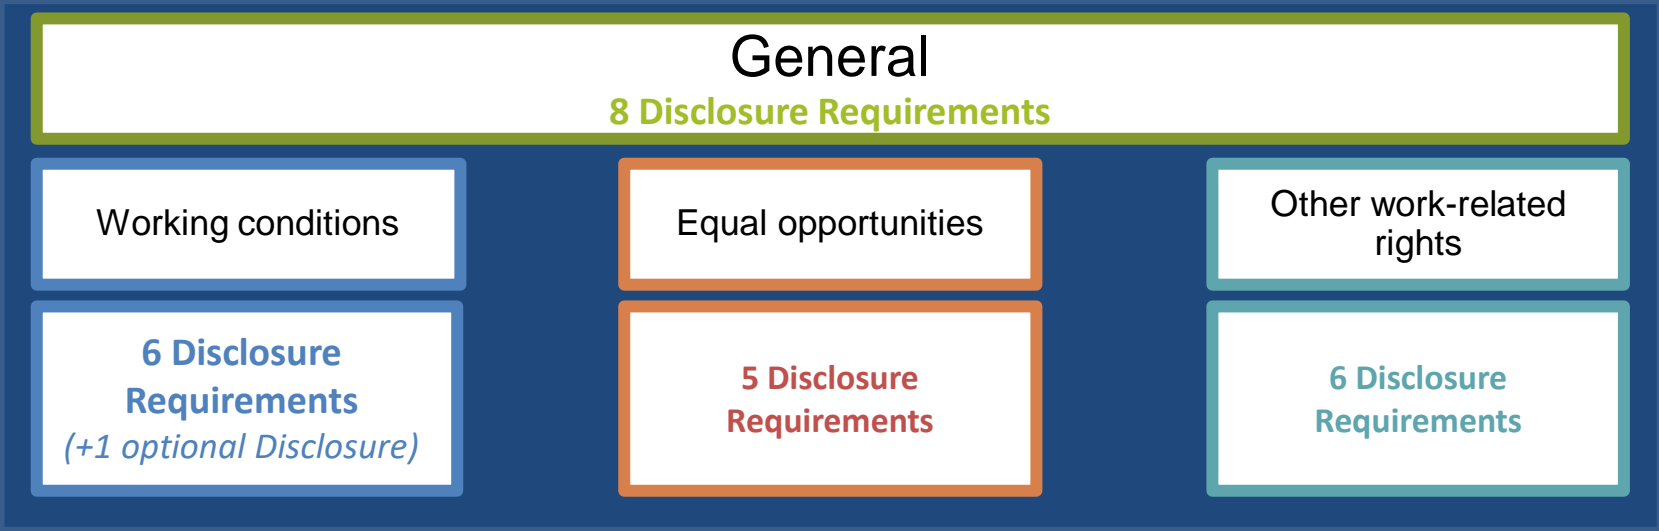 General
8 Disclosure Requirements
Working conditions
Equal opportunities
Other work-related
rights
6 Disclosure
Requirements
(+1 optional Disclosure)
5 Disclosure
Requirements
6 Disclosure
Requirements